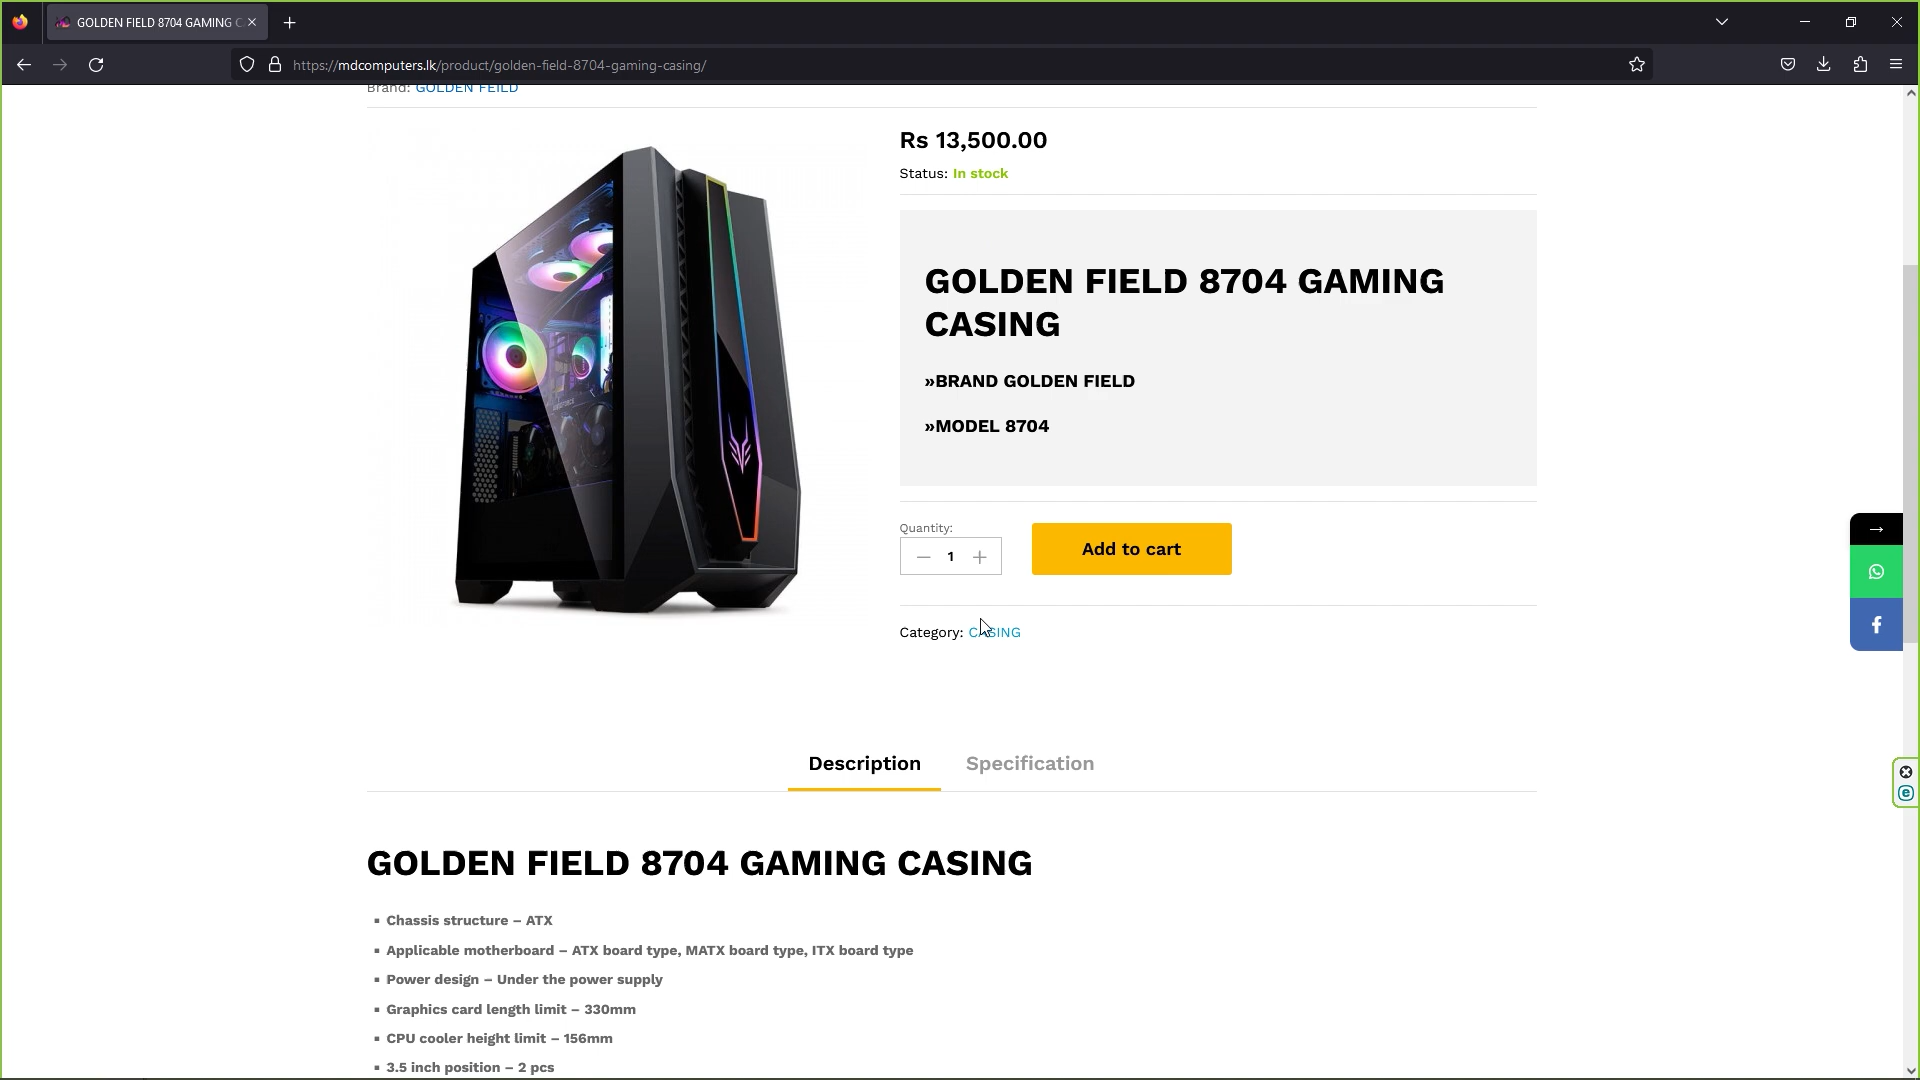 GOLDEN FIELD 8704 GAMING C
https://mdcomputers.lk/product/golden-field-8704-gaming-casing/
Brand: GOLDEN FEILD
Rs 13,500.00
Status: In stock
GOLDEN FIELD 8704 GAMING
CASING
»BRAND GOLDEN FIELD
»MODEL 8704
Quantity:
1
Add to cart
Category: CASING
Description
Specification
GOLDEN FIELD 8704 GAMING CASING
▪ Chassis structure – ATX
▪ Applicable motherboard – ATX board type, MATX board type, ITX board type
▪ Power design – Under the power supply
▪ Graphics card length limit – 330mm
▪ CPU cooler height limit – 156mm
▪ 3.5 inch position – 2 pcs